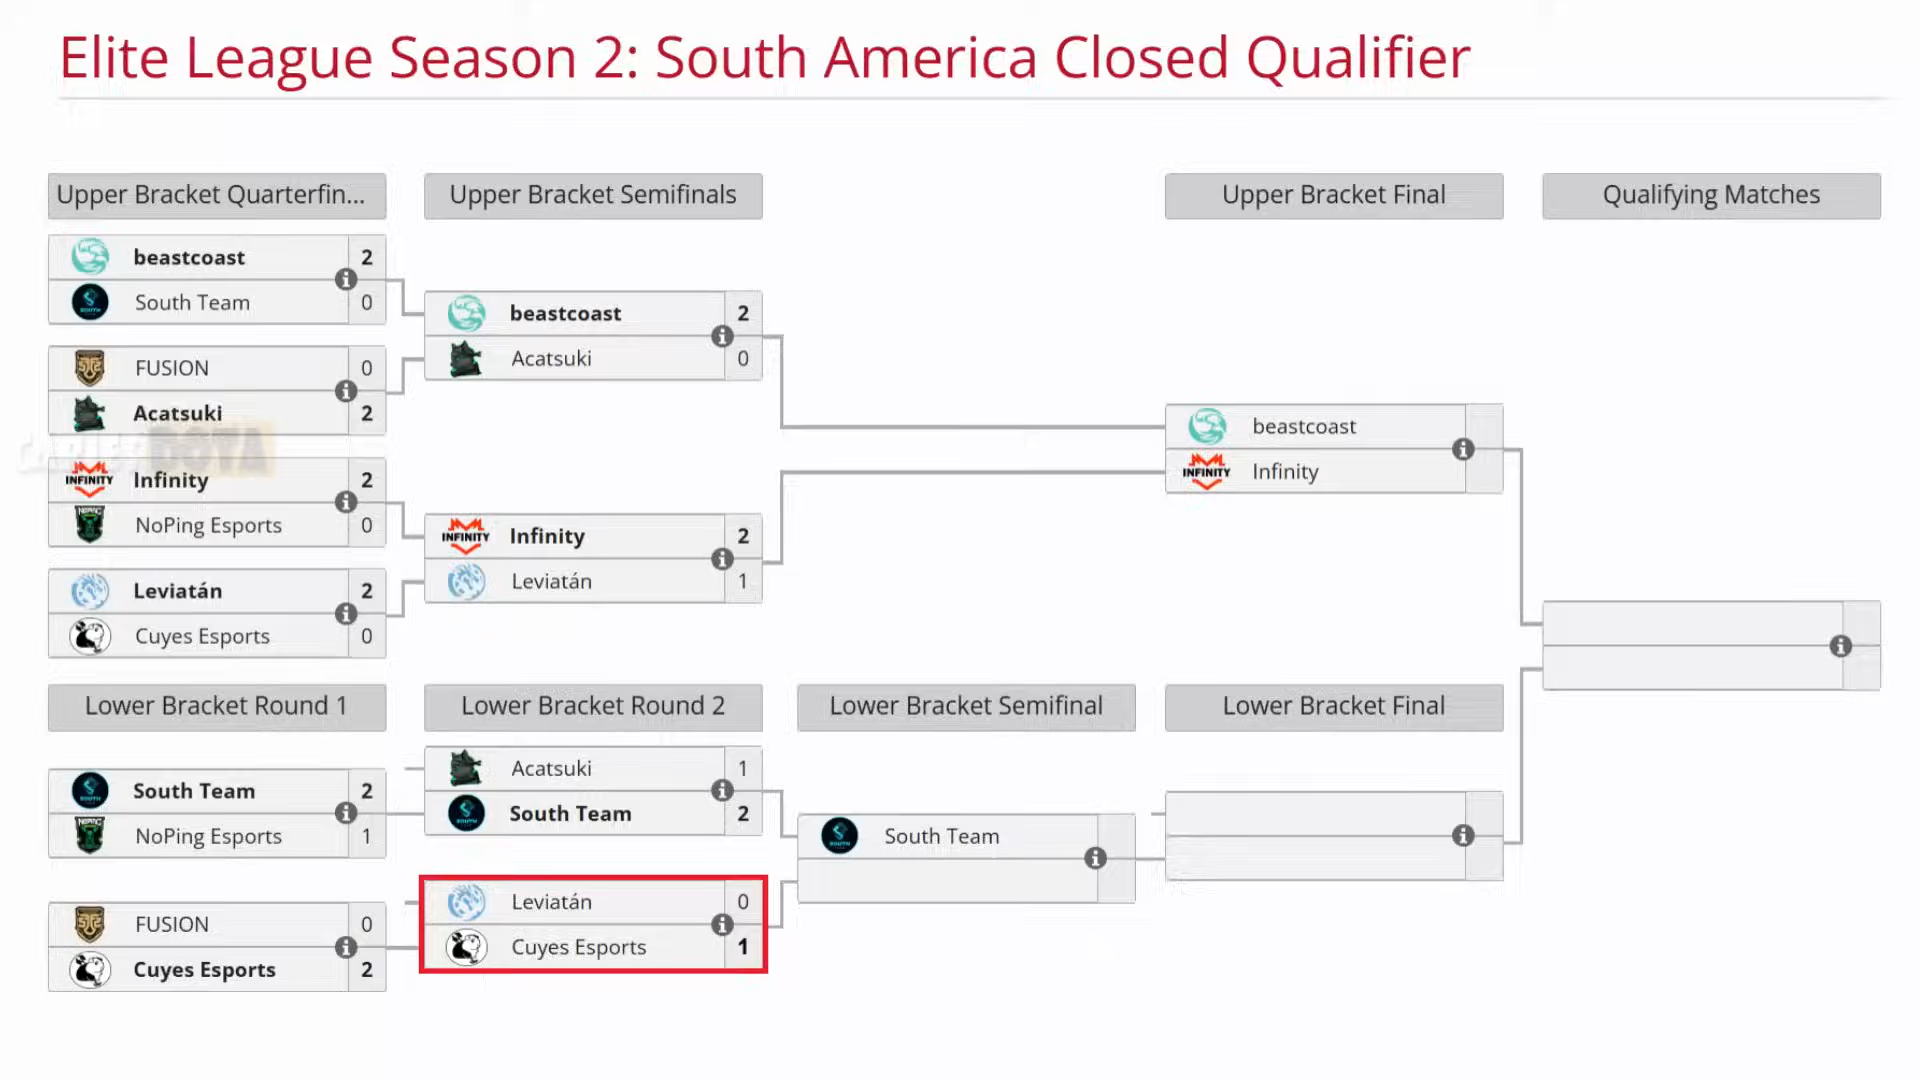 Elite League Season 2: South America Closed Qualifier
Upper Bracket Quarterfin...
beastcoast 2
South Team 0
FUSION 0
Acatsuki 2
Infinity 2
NoPing Esports 0
Leviatán 2
Cuyes Esports 0
Upper Bracket Semifinals
beastcoast 2
Acatsuki 0
INFINITY Infinity 2
Leviatán 1
Upper Bracket Final
beastcoast
INFINITY Infinity
Qualifying Matches
Lower Bracket Round 1
South Team 2
NoPing Esports 1
FUSION 0
Cuyes Esports 2
Lower Bracket Round 2
Acatsuki 1
South Team 2
Leviatán 0
Cuyes Esports 1
Lower Bracket Semifinal
South Team
Lower Bracket Final